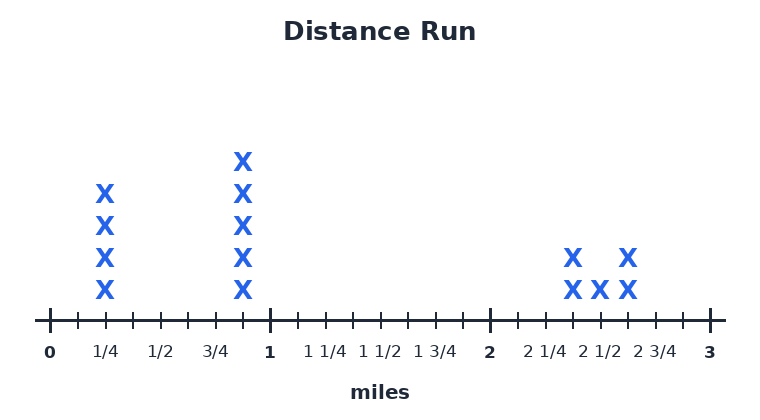 Distance Run
X
X X
X X
X X X X
X X X X X
0 1/4 1/2 3/4 1 1 1/4 1 1/2 1 3/4 2 2 1/4 2 1/2 2 3/4 3
miles